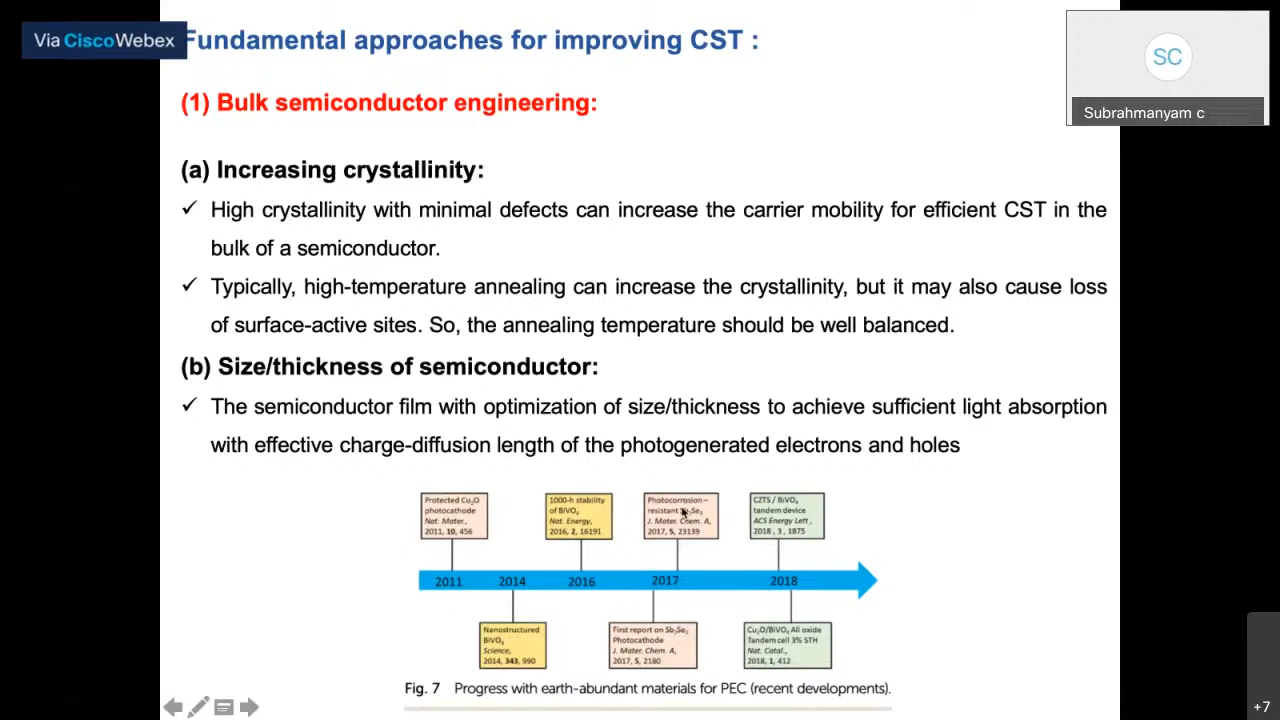 Via CiscoWebex
Fundamental approaches for improving CST :
SC
Subrahmanyam c
(1) Bulk semiconductor engineering:
(a) Increasing crystallinity:
✓ High crystallinity with minimal defects can increase the carrier mobility for efficient CST in the
bulk of a semiconductor.
✓ Typically, high-temperature annealing can increase the crystallinity, but it may also cause loss
of surface-active sites. So, the annealing temperature should be well balanced.
(b) Size/thickness of semiconductor:
✓ The semiconductor film with optimization of size/thickness to achieve sufficient light absorption
with effective charge-diffusion length of the photogenerated electrons and holes
Protected Cu₂O
photocathode
Nat. Mater.,
2011, 10, 456
1000-h stability
of BiVO₄
Nat. Energy,
2016, 2, 16191
Photocorrosion–
resistant Sb₂Se₃
J. Mater. Chem. A,
2017, 5, 23139
CZTS / BiVO₄
tandem device
ACS Energy Lett ,
2018 , 3 , 1875
2011 2014 2016 2017 2018
Nanostructured
BiVO₄
Science,
2014, 343, 990
First report on Sb₂Se₃
Photocathode
J. Mater. Chem. A,
2017, 5, 2180
Cu₂O/BiVO₄ All oxide
Tandem cell 3% STH
Nat. Catal.,
2018, 1, 412
Fig. 7 Progress with earth-abundant materials for PEC (recent developments).
+7